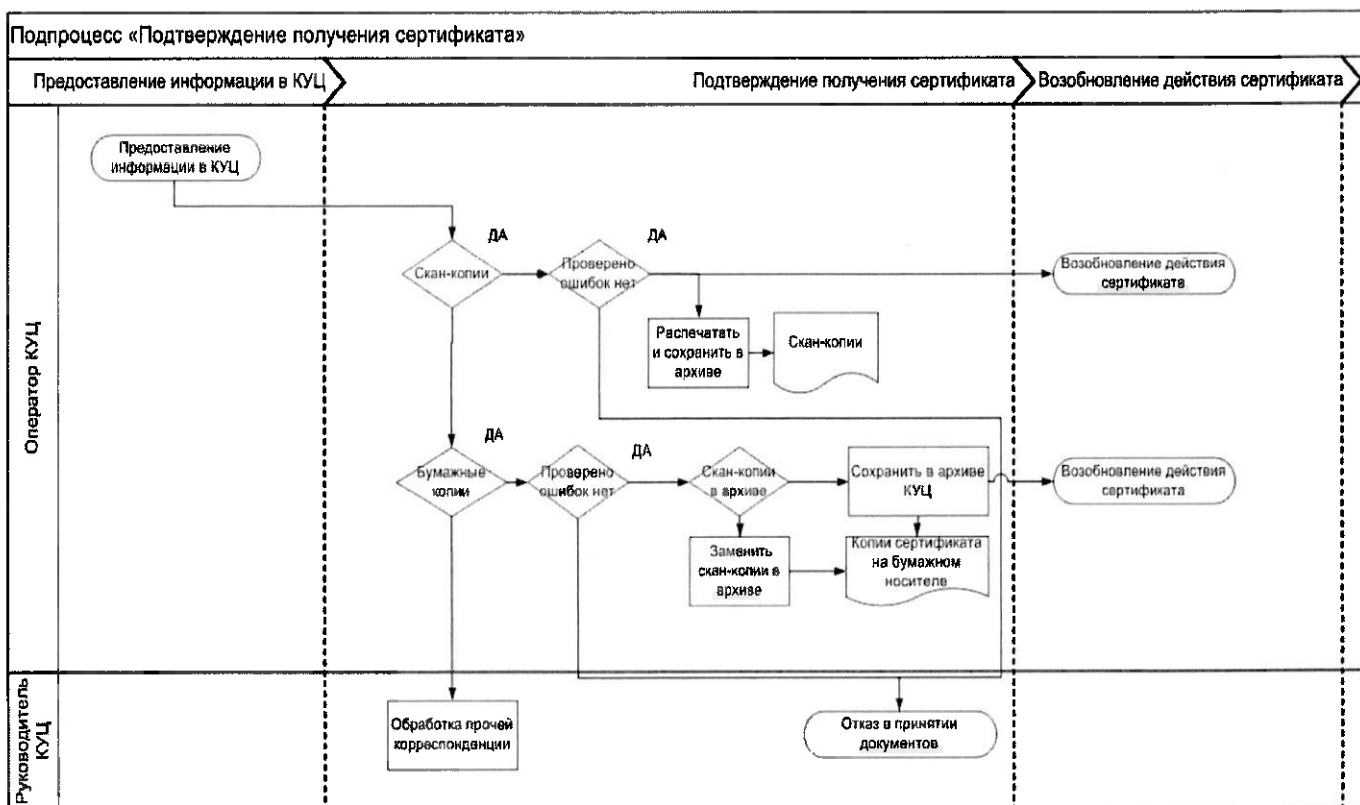 Подпроцесс «Подтверждение получения сертификата»
Предоставление информации в КУЦ
Подтверждение получения сертификата
Возобновление действия сертификата
Оператор КУЦ
Предоставление
информации в КУЦ
ДА
ДА
Скан-копии
Проверено
ошибок нет
Возобновление действия
сертификата
Распечатать
и сохранить в
архиве
Скан-копии
ДА
ДА
Бумажные
копии
Проверено
ошибок нет
Скан-копии
в архиве
Сохранить в архиве
КУЦ
Возобновление действия
сертификата
Заменить
скан-копии в
архиве
Копии сертификата
на бумажном
носителе
Руководитель
КУЦ
Обработка прочей
корреспонденции
Отказ в принятии
документов